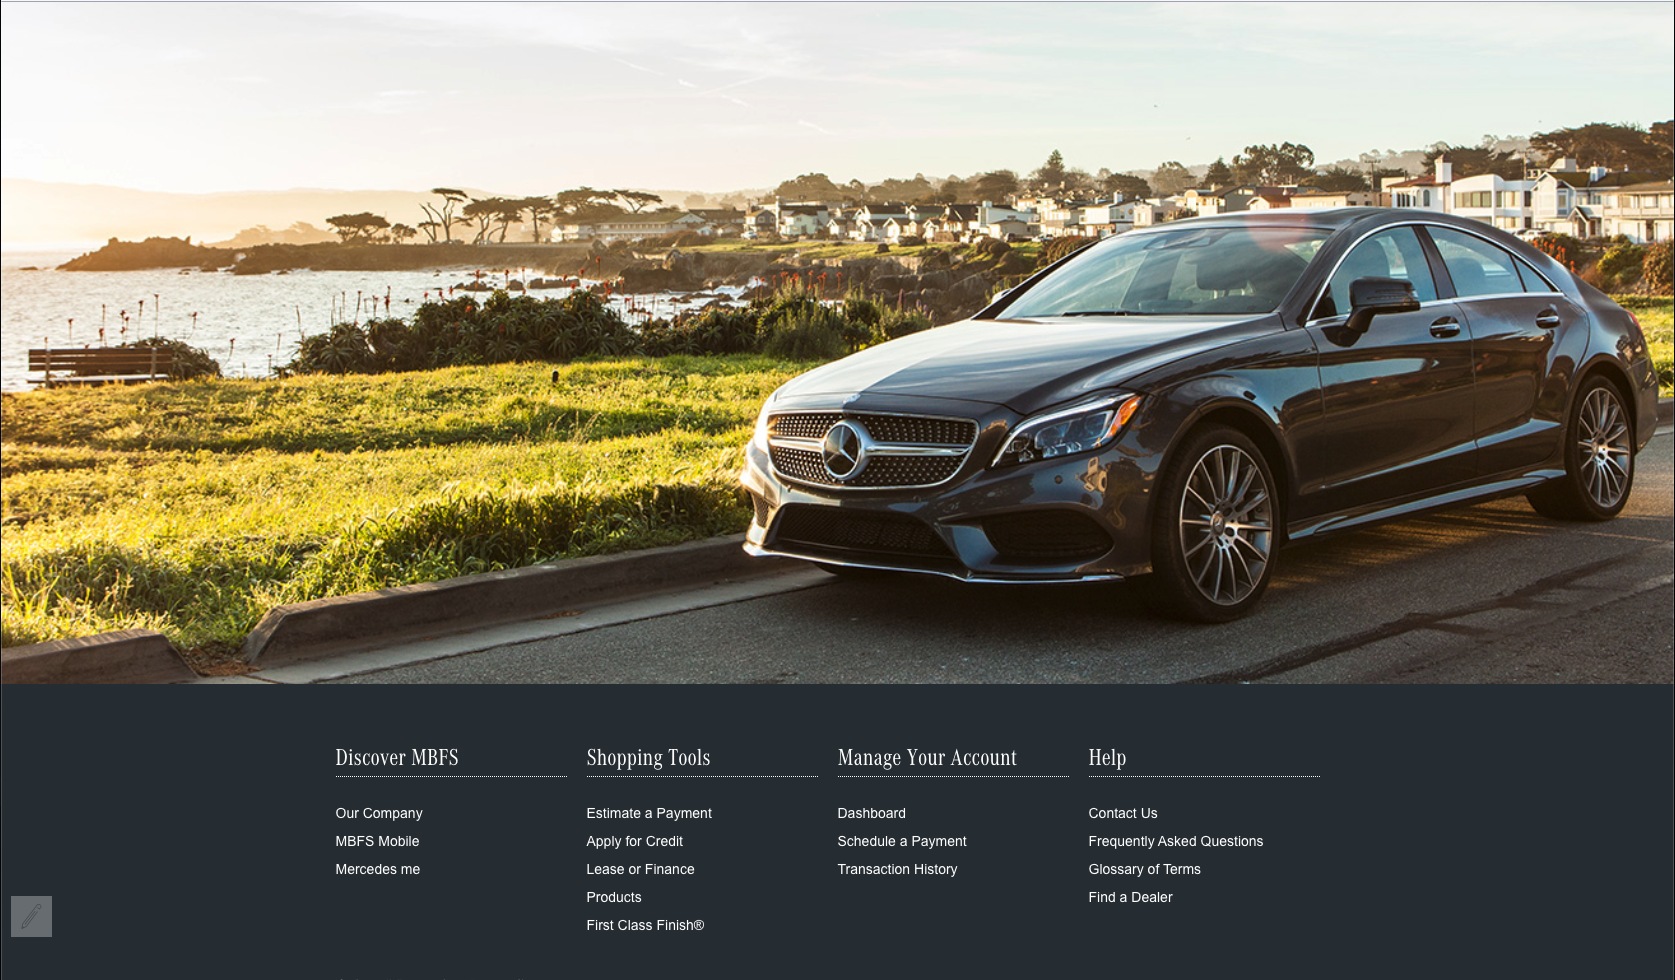 Discover MBFS
Our Company
MBFS Mobile
Mercedes me
Shopping Tools
Estimate a Payment
Apply for Credit
Lease or Finance
Products
First Class Finish®
Manage Your Account
Dashboard
Schedule a Payment
Transaction History
Help
Contact Us
Frequently Asked Questions
Glossary of Terms
Find a Dealer